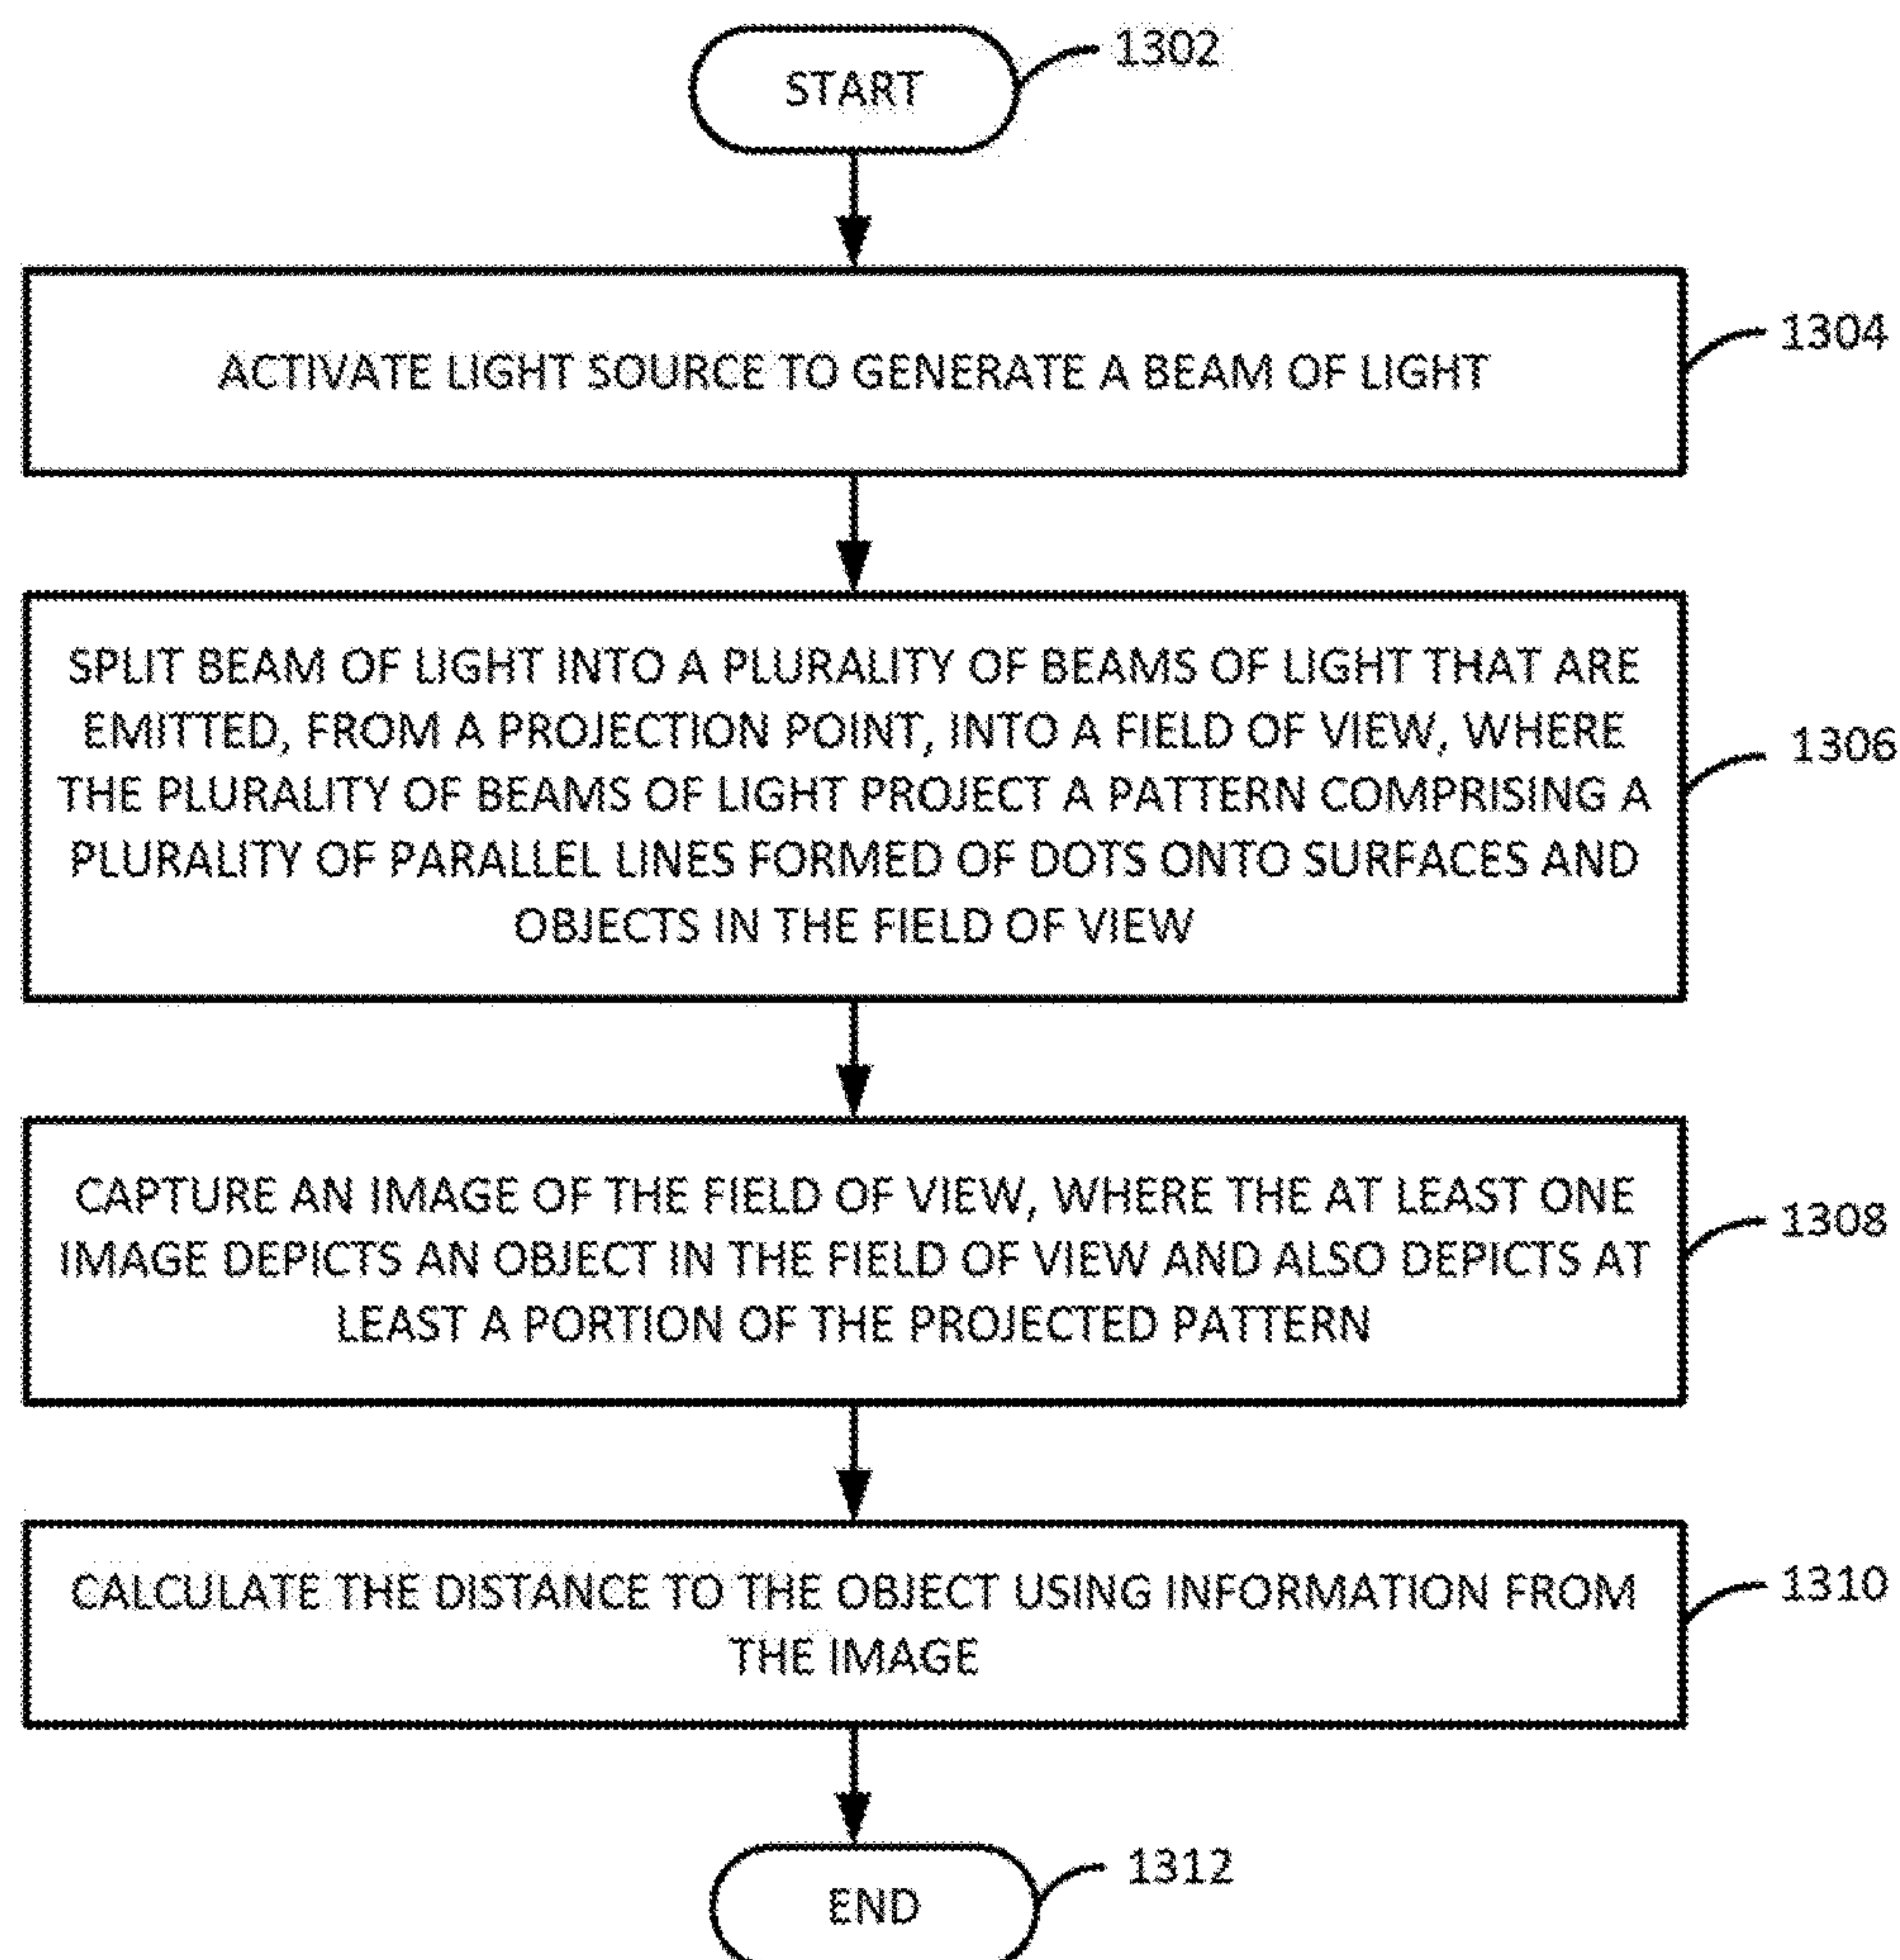 START
1302
ACTIVATE LIGHT SOURCE TO GENERATE A BEAM OF LIGHT
1304
SPLIT BEAM OF LIGHT INTO A PLURALITY OF BEAMS OF LIGHT THAT ARE
EMITTED, FROM A PROJECTION POINT, INTO A FIELD OF VIEW, WHERE
THE PLURALITY OF BEAMS OF LIGHT PROJECT A PATTERN COMPRISING A
PLURALITY OF PARALLEL LINES FORMED OF DOTS ONTO SURFACES AND
OBJECTS IN THE FIELD OF VIEW
1306
CAPTURE AN IMAGE OF THE FIELD OF VIEW, WHERE THE AT LEAST ONE
IMAGE DEPICTS AN OBJECT IN THE FIELD OF VIEW AND ALSO DEPICTS AT
LEAST A PORTION OF THE PROJECTED PATTERN
1308
CALCULATE THE DISTANCE TO THE OBJECT USING INFORMATION FROM
THE IMAGE
1310
END
1312